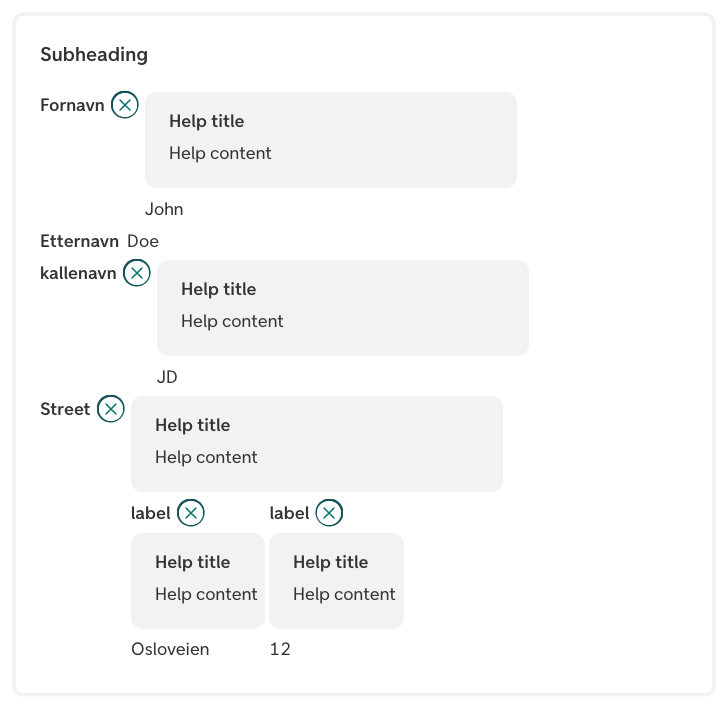 Subheading
Fornavn
Help title
Help content
John
Etternavn Doe
kallenavn
Help title
Help content
JD
Street
Help title
Help content
label label
Help title Help title
Help content Help content
Osloveien 12